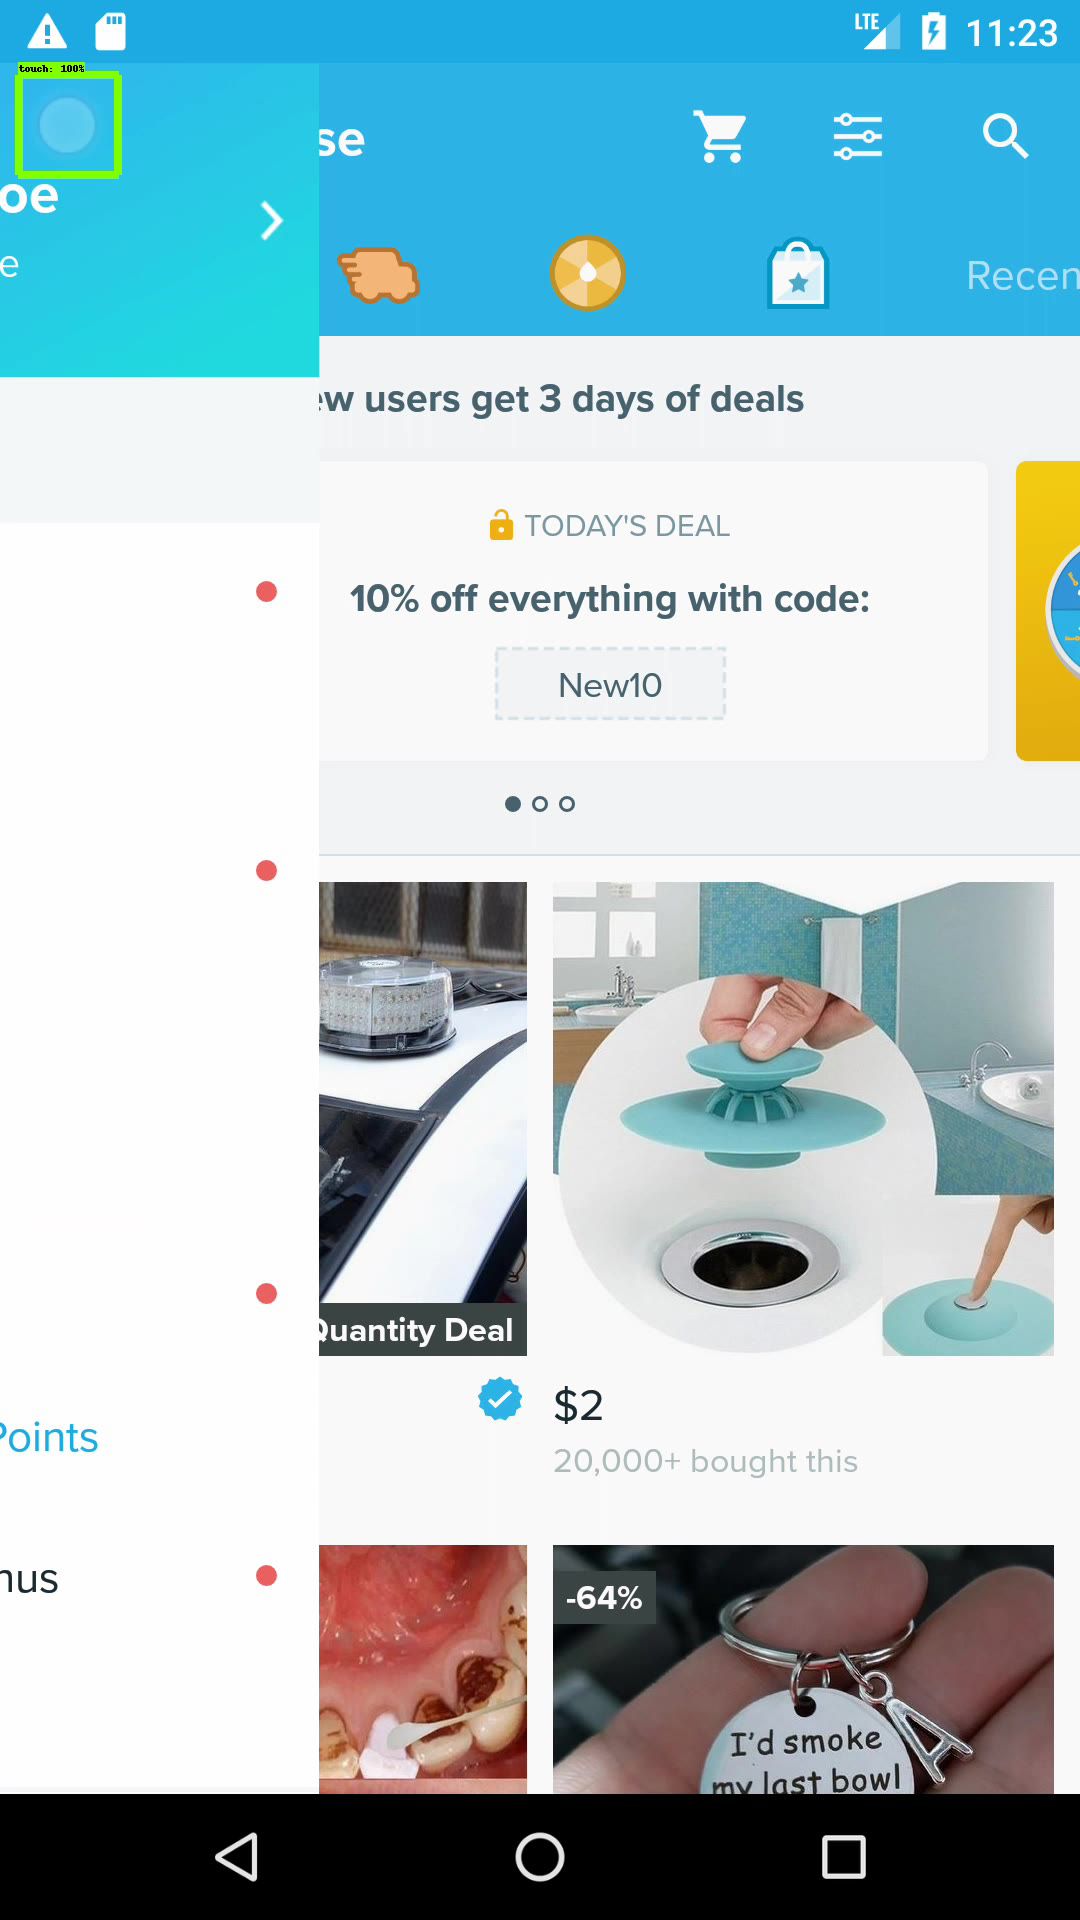 LTE 11:23
touch: 100%
se
oe
e
Recen
ew users get 3 days of deals
TODAY'S DEAL
10% off everything with code:
New10
Quantity Deal
$2
20,000+ bought this
Points
nus
-64%
I'd smoke
my last bowl
A